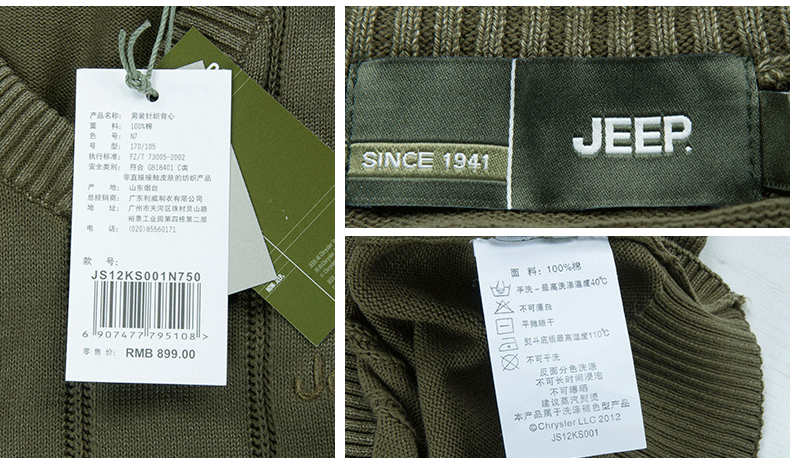 产品名称: 男装针织背心
面 料: 100%棉
色 号: N7
号 型: 170/105
执行标准: FZ/T 73005-2002
安全类别: 符合 GB18401 C类
非直接接触皮肤的纺织产品
产 地: 山东烟台
总经销商: 广东利威制衣有限公司
地 址: 广州市天河区珠村灵山路
裕景工业园第四栋第二层
电 话: (020)85560171
款 号:
JS12KS001N750
6 907477 795108 >
零售价: RMB 899.00
SINCE 1941
JEEP.
面 料: 100%棉
手洗-最高洗涤温度40℃
不可漂白
平摊晾干
熨斗底板最高温度110℃
不可干洗
反面分色洗涤
不可长时间浸泡
不可曝晒
建议蒸汽熨烫
本产品属于洗涤褪色型产品
©Chrysler LLC 2012
JS12KS001